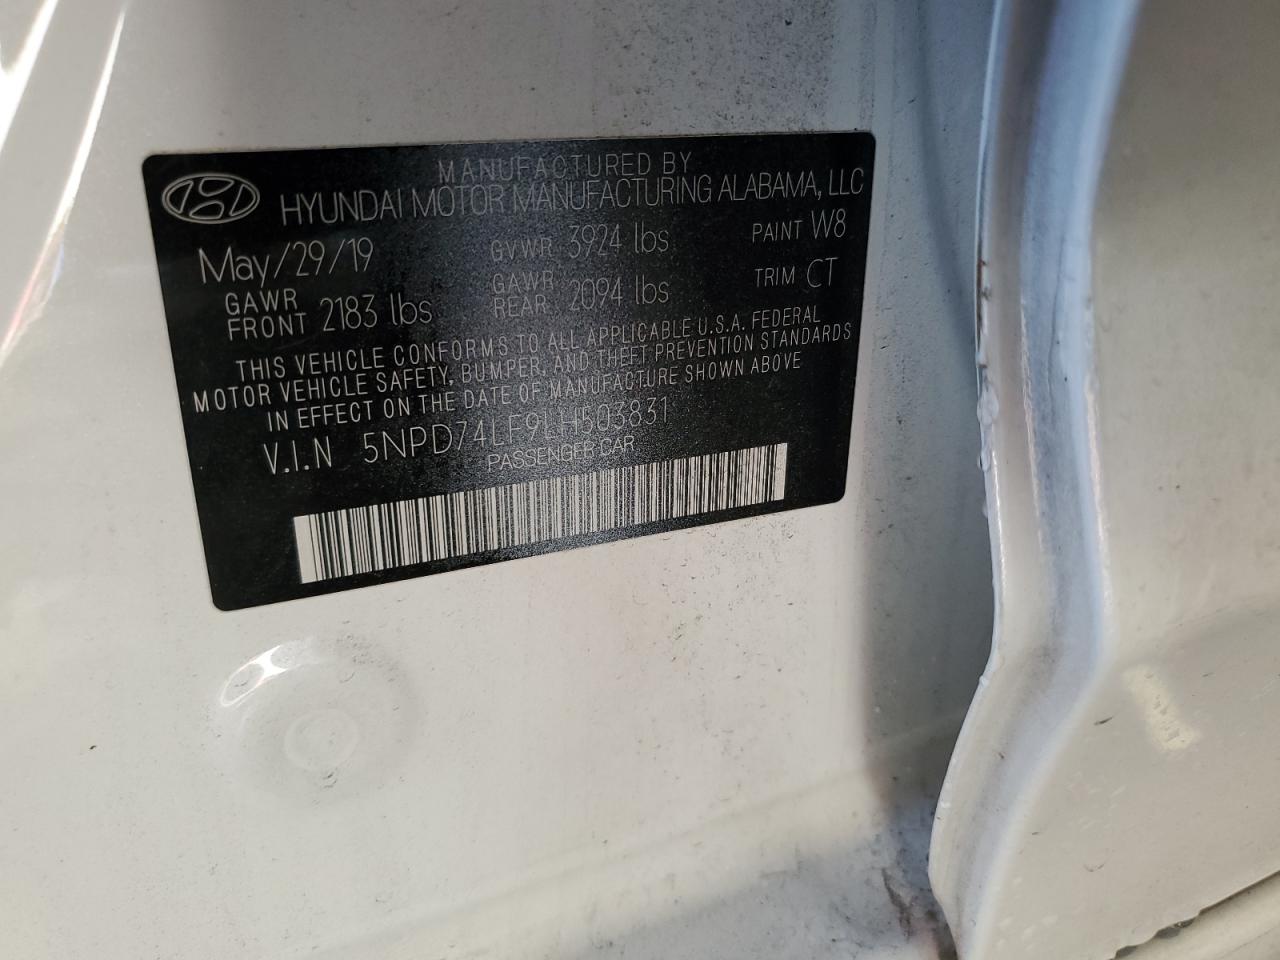 MANUFACTURED BY
HYUNDAI MOTOR MANUFACTURING ALABAMA, LLC
May/29/19 GVWR 3924 lbs PAINT W8
GAWR FRONT 2183 lbs GAWR REAR 2094 lbs TRIM CT
THIS VEHICLE CONFORMS TO ALL APPLICABLE U.S.A. FEDERAL
MOTOR VEHICLE SAFETY, BUMPER, AND THEFT PREVENTION STANDARDS
IN EFFECT ON THE DATE OF MANUFACTURE SHOWN ABOVE
V.I.N 5NPD74LF9LH503831
PASSENGER CAR